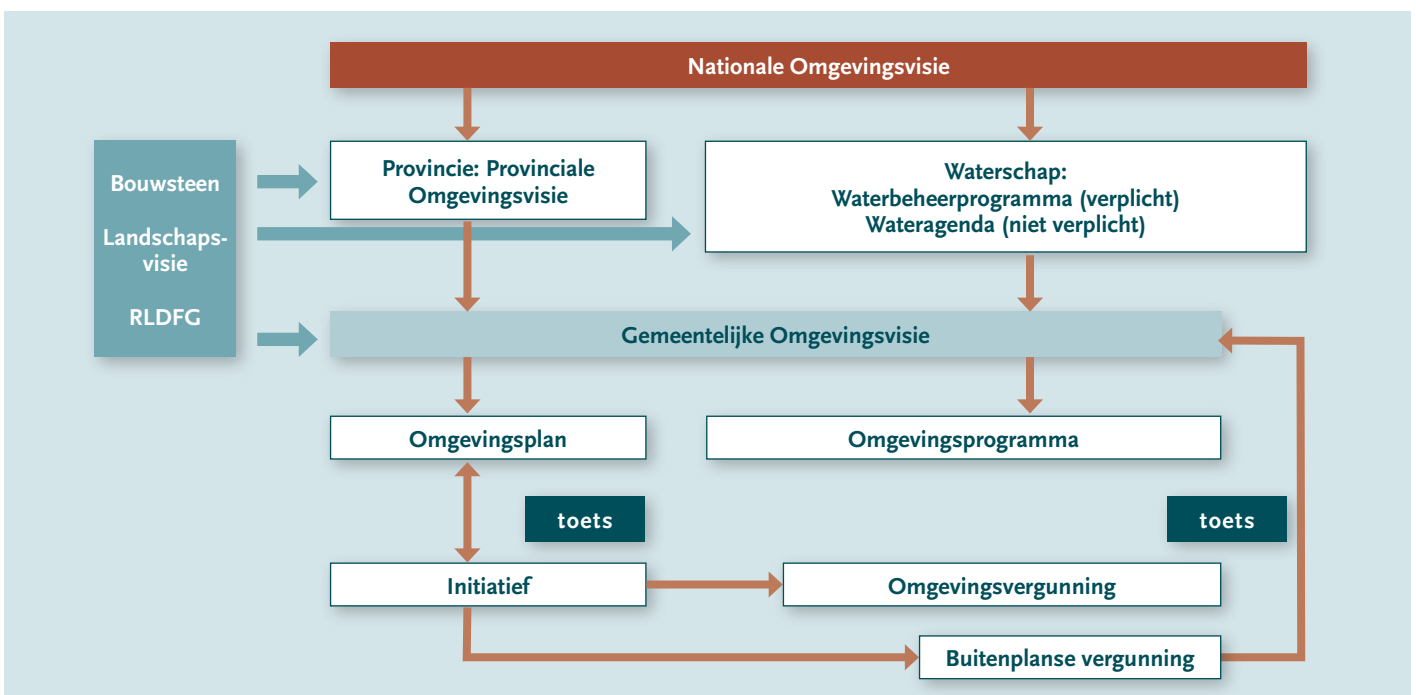 Nationale Omgevingsvisie
Bouwsteen
Landschaps-
visie
RLDFG
Provincie: Provinciale
Omgevingsvisie
Waterschap:
Waterbeheerprogramma (verplicht)
Wateragenda (niet verplicht)
Gemeentelijke Omgevingsvisie
Omgevingsplan
Omgevingsprogramma
toets
toets
Initiatief
Omgevingsvergunning
Buitenplanse vergunning